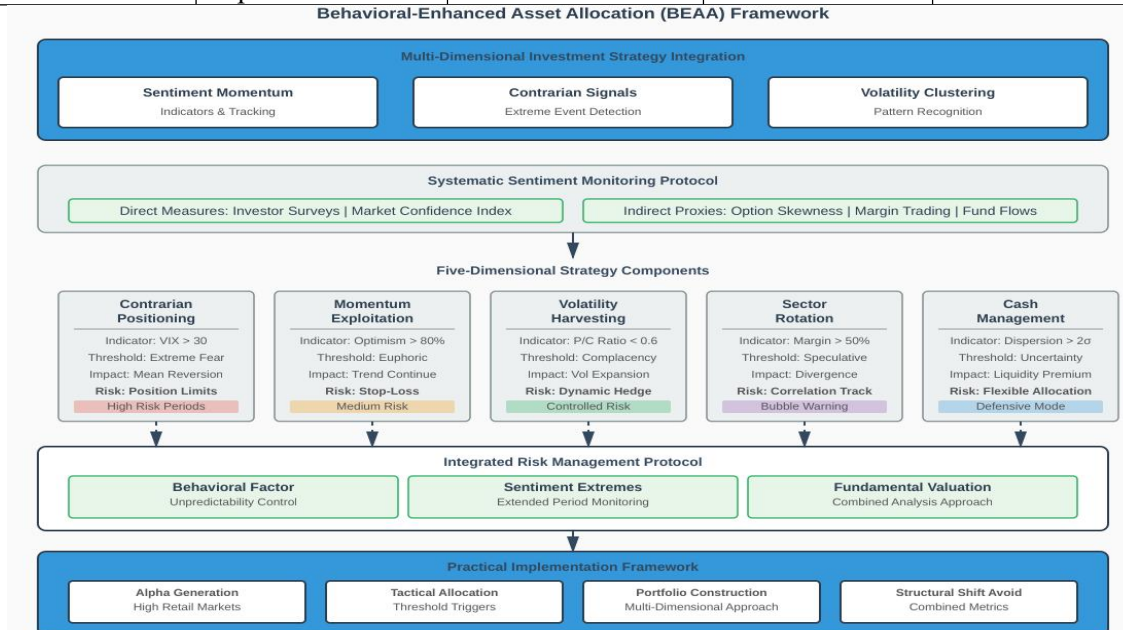 Behavioral-Enhanced Asset Allocation (BEAA) Framework
Multi-Dimensional Investment Strategy Integration
Sentiment Momentum
Indicators & Tracking
Contrarian Signals
Extreme Event Detection
Volatility Clustering
Pattern Recognition
Systematic Sentiment Monitoring Protocol
Direct Measures: Investor Surveys | Market Confidence Index
Indirect Proxies: Option Skewness | Margin Trading | Fund Flows
Five-Dimensional Strategy Components
Contrarian
Positioning
Indicator: VIX > 30
Threshold: Extreme Fear
Impact: Mean Reversion
Risk: Position Limits
High Risk Periods
Momentum
Exploitation
Indicator: Optimism > 80%
Threshold: Euphoric
Impact: Trend Continue
Risk: Stop-Loss
Medium Risk
Volatility
Harvesting
Indicator: P/C Ratio < 0.6
Threshold: Complacency
Impact: Vol Expansion
Risk: Dynamic Hedge
Controlled Risk
Sector
Rotation
Indicator: Margin > 50%
Threshold: Speculative
Impact: Divergence
Risk: Correlation Track
Bubble Warning
Cash
Management
Indicator: Dispersion > 2σ
Threshold: Uncertainty
Impact: Liquidity Premium
Risk: Flexible Allocation
Defensive Mode
Integrated Risk Management Protocol
Behavioral Factor
Unpredictability Control
Sentiment Extremes
Extended Period Monitoring
Fundamental Valuation
Combined Analysis Approach
Practical Implementation Framework
Alpha Generation
High Retail Markets
Tactical Allocation
Threshold Triggers
Portfolio Construction
Multi-Dimensional Approach
Structural Shift Avoid
Combined Metrics